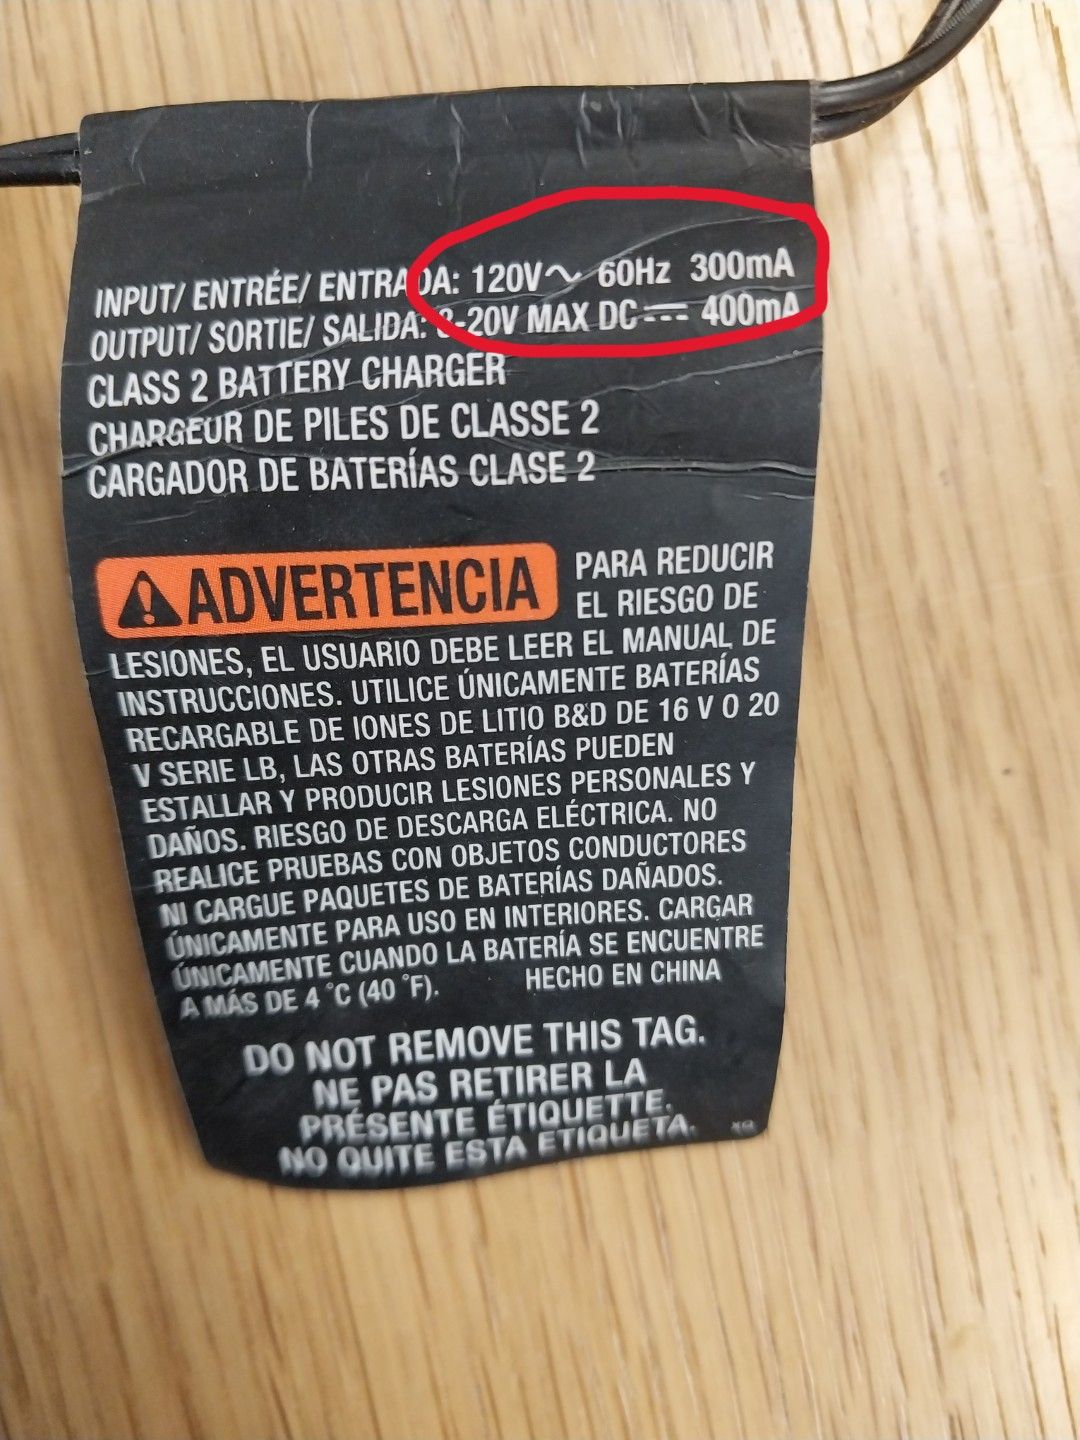 INPUT/ ENTRÉE/ ENTRADA: 120V～ 60Hz 300mA
OUTPUT/ SORTIE/ SALIDA: 8-20V MAX DC⎓ 400mA
CLASS 2 BATTERY CHARGER
CHARGEUR DE PILES DE CLASSE 2
CARGADOR DE BATERÍAS CLASE 2
ADVERTENCIA PARA REDUCIR
EL RIESGO DE
LESIONES, EL USUARIO DEBE LEER EL MANUAL DE
INSTRUCCIONES. UTILICE ÚNICAMENTE BATERÍAS
RECARGABLE DE IONES DE LITIO B&D DE 16 V O 20
V SERIE LB, LAS OTRAS BATERÍAS PUEDEN
ESTALLAR Y PRODUCIR LESIONES PERSONALES Y
DAÑOS. RIESGO DE DESCARGA ELÉCTRICA. NO
REALICE PRUEBAS CON OBJETOS CONDUCTORES
NI CARGUE PAQUETES DE BATERÍAS DAÑADOS.
ÚNICAMENTE PARA USO EN INTERIORES. CARGAR
ÚNICAMENTE CUANDO LA BATERÍA SE ENCUENTRE
A MÁS DE 4 °C (40 °F). HECHO EN CHINA
DO NOT REMOVE THIS TAG.
NE PAS RETIRER LA
PRÉSENTE ÉTIQUETTE.
NO QUITE ESTA ETIQUETA.